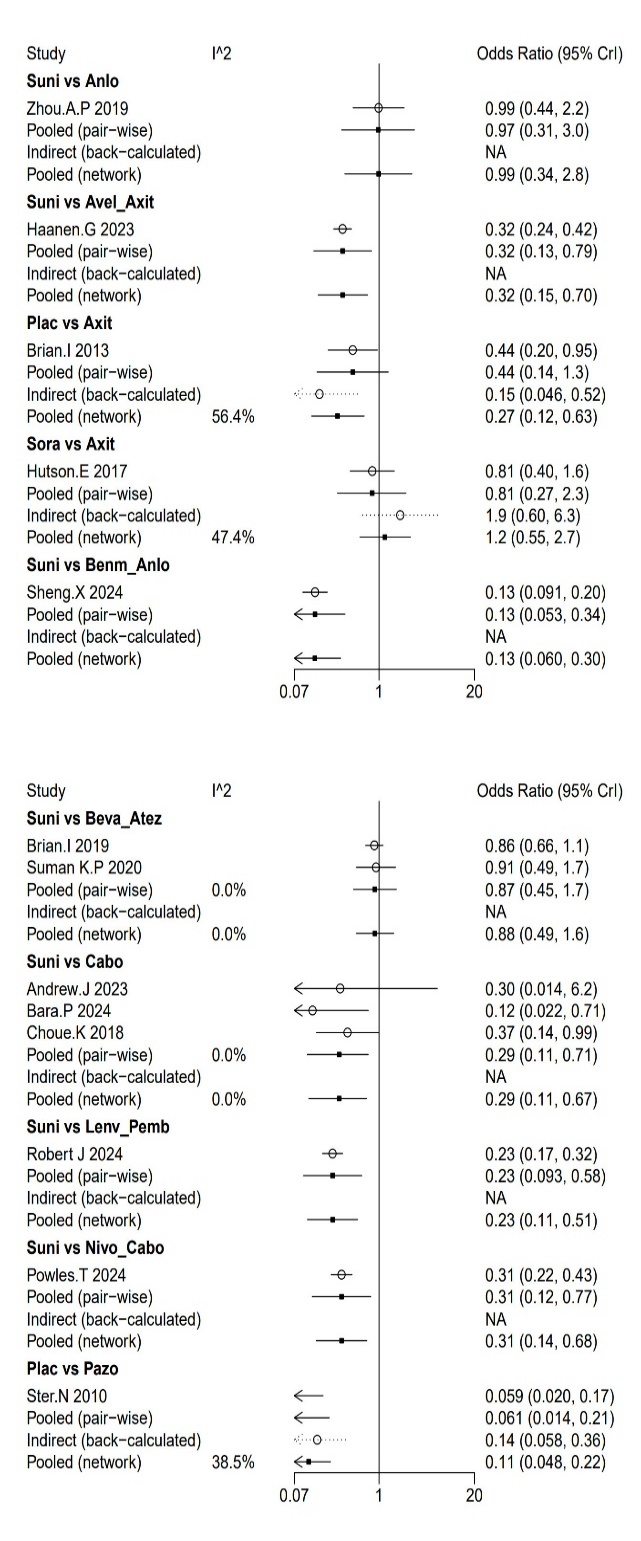 Study I^2 Odds Ratio (95% CrI)
Suni vs Anlo
Zhou.A.P 2019 0.99 (0.44, 2.2)
Pooled (pair−wise) 0.97 (0.31, 3.0)
Indirect (back−calculated) NA
Pooled (network) 0.99 (0.34, 2.8)
Suni vs Avel_Axit
Haanen.G 2023 0.32 (0.24, 0.42)
Pooled (pair−wise) 0.32 (0.13, 0.79)
Indirect (back−calculated) NA
Pooled (network) 0.32 (0.15, 0.70)
Plac vs Axit
Brian.I 2013 0.44 (0.20, 0.95)
Pooled (pair−wise) 0.44 (0.14, 1.3)
Indirect (back−calculated) 0.15 (0.046, 0.52)
Pooled (network) 56.4% 0.27 (0.12, 0.63)
Sora vs Axit
Hutson.E 2017 0.81 (0.40, 1.6)
Pooled (pair−wise) 0.81 (0.27, 2.3)
Indirect (back−calculated) 1.9 (0.60, 6.3)
Pooled (network) 47.4% 1.2 (0.55, 2.7)
Suni vs Benm_Anlo
Sheng.X 2024 0.13 (0.091, 0.20)
Pooled (pair−wise) 0.13 (0.053, 0.34)
Indirect (back−calculated) NA
Pooled (network) 0.13 (0.060, 0.30)
0.07 1 20
Study I^2 Odds Ratio (95% CrI)
Suni vs Beva_Atez
Brian.I 2019 0.86 (0.66, 1.1)
Suman K.P 2020 0.91 (0.49, 1.7)
Pooled (pair−wise) 0.0% 0.87 (0.45, 1.7)
Indirect (back−calculated) NA
Pooled (network) 0.0% 0.88 (0.49, 1.6)
Suni vs Cabo
Andrew.J 2023 0.30 (0.014, 6.2)
Bara.P 2024 0.12 (0.022, 0.71)
Choue.K 2018 0.37 (0.14, 0.99)
Pooled (pair−wise) 0.0% 0.29 (0.11, 0.71)
Indirect (back−calculated) NA
Pooled (network) 0.0% 0.29 (0.11, 0.67)
Suni vs Lenv_Pemb
Robert J 2024 0.23 (0.17, 0.32)
Pooled (pair−wise) 0.23 (0.093, 0.58)
Indirect (back−calculated) NA
Pooled (network) 0.23 (0.11, 0.51)
Suni vs Nivo_Cabo
Powles.T 2024 0.31 (0.22, 0.43)
Pooled (pair−wise) 0.31 (0.12, 0.77)
Indirect (back−calculated) NA
Pooled (network) 0.31 (0.14, 0.68)
Plac vs Pazo
Ster.N 2010 0.059 (0.020, 0.17)
Pooled (pair−wise) 0.061 (0.014, 0.21)
Indirect (back−calculated) 0.14 (0.058, 0.36)
Pooled (network) 38.5% 0.11 (0.048, 0.22)
0.07 1 20